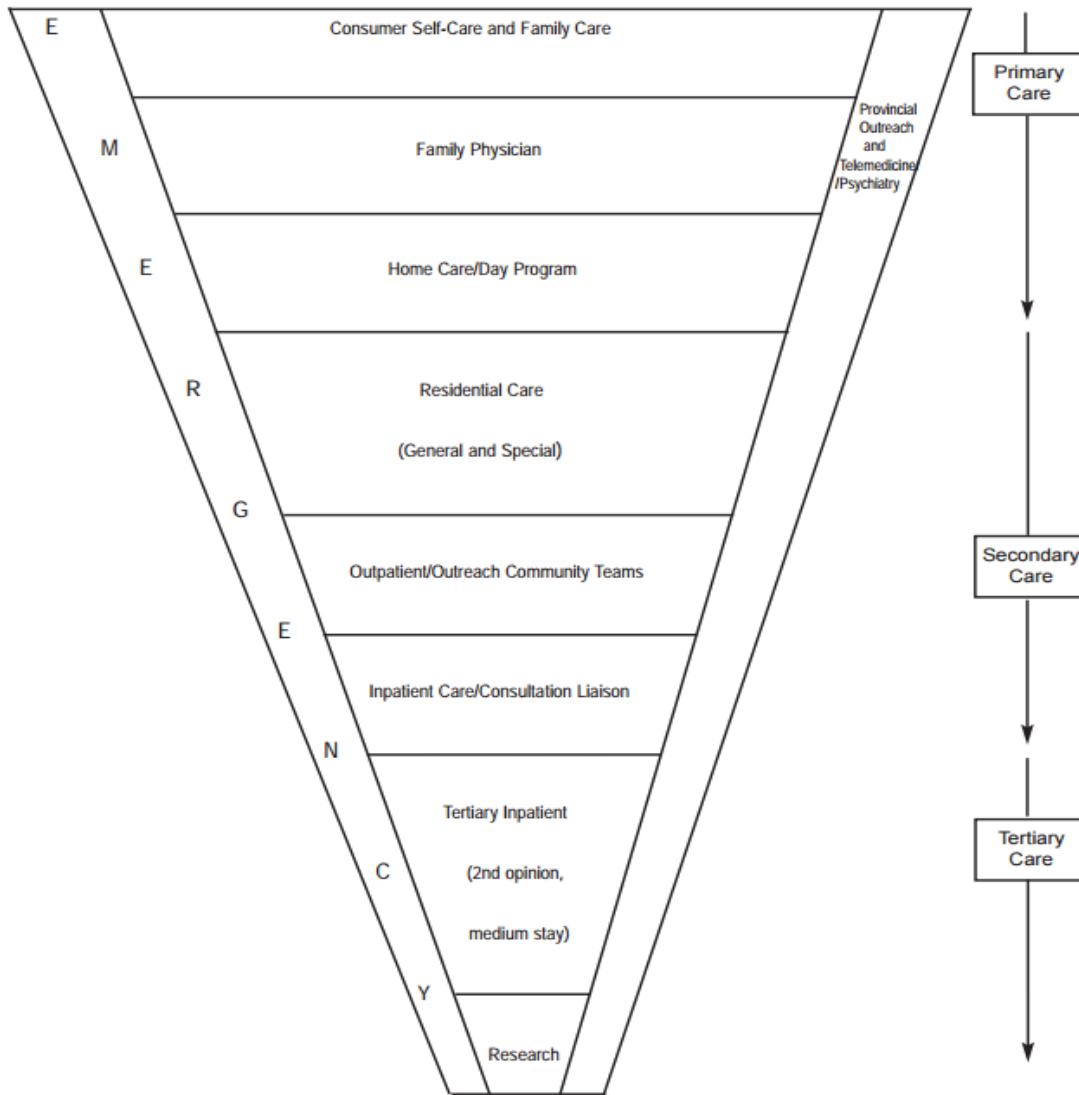 E
M
E
R
G
E
N
C
Y
Consumer Self-Care and Family Care
Family Physician
Home Care/Day Program
Residential Care
(General and Special)
Outpatient/Outreach Community Teams
Inpatient Care/Consultation Liaison
Tertiary Inpatient
(2nd opinion,
medium stay)
Research
Provincial
Outreach
and
Telemedicine
/Psychiatry
Primary
Care
Secondary
Care
Tertiary
Care